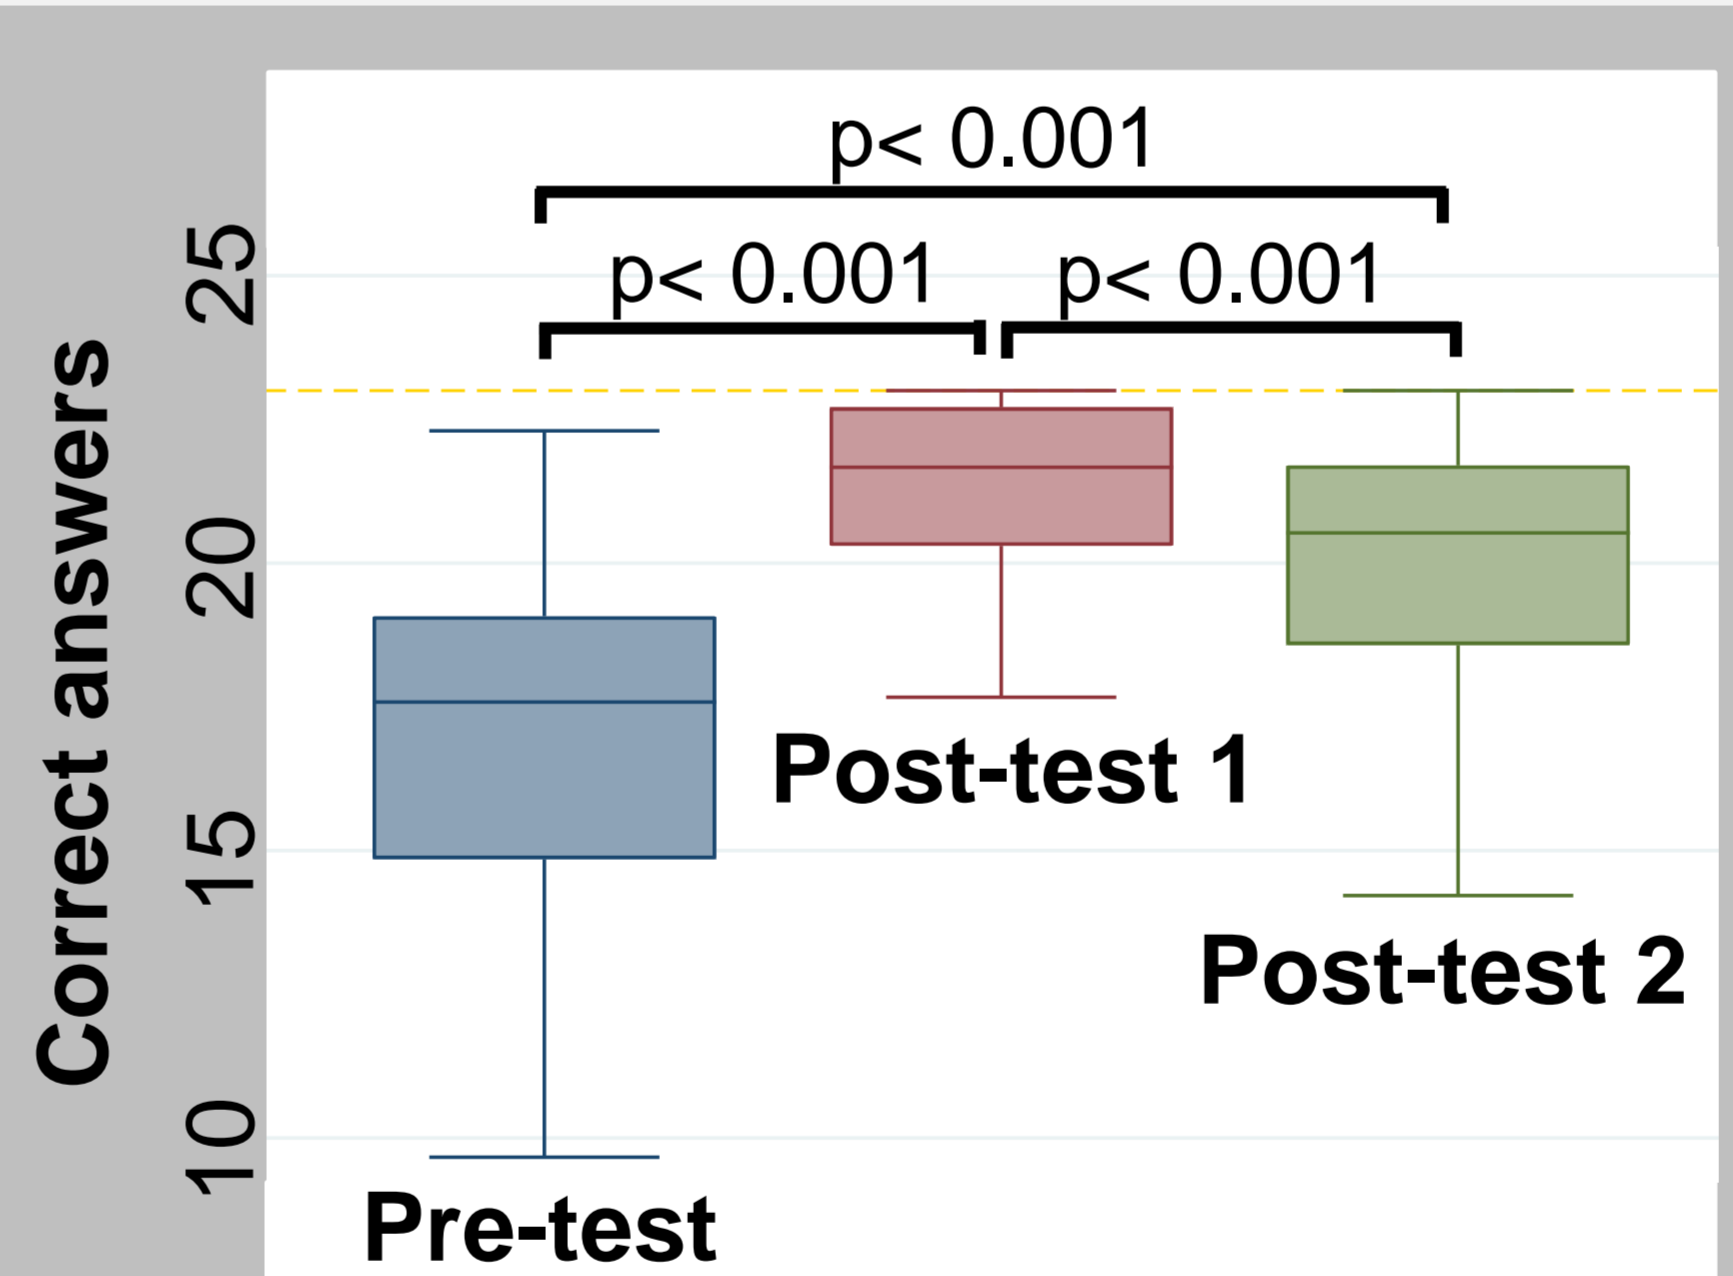 p< 0.001
p< 0.001 p< 0.001
25
20
15
10
Correct answers
Post-test 1
Post-test 2
Pre-test